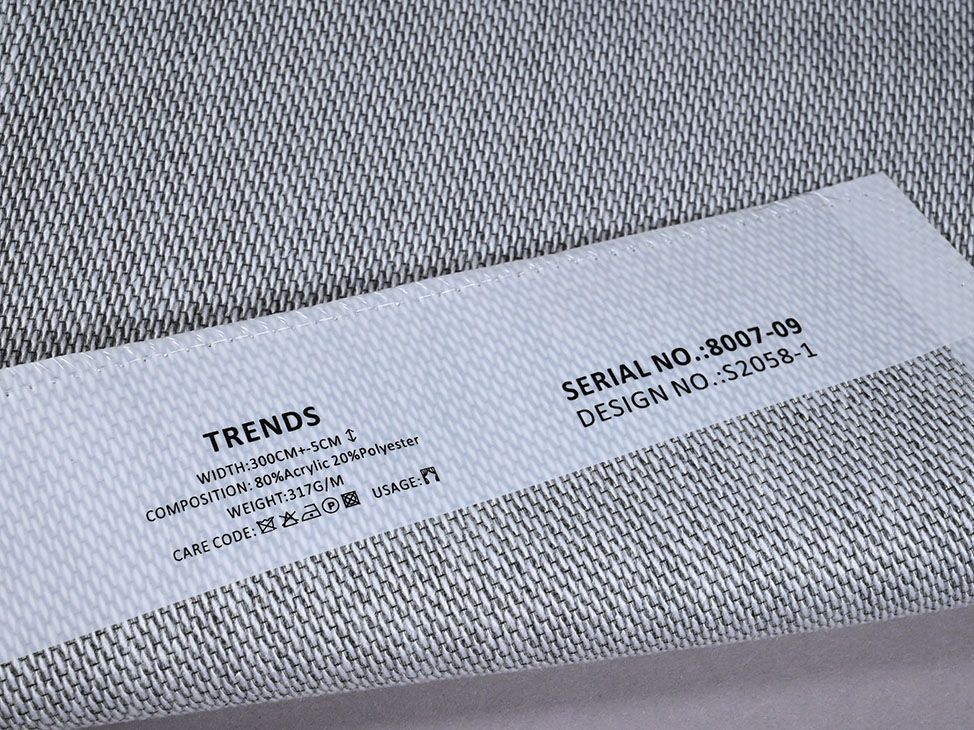 TRENDS
WIDTH:300CM+-5CM
COMPOSITION: 80%Acrylic 20%Polyester
WEIGHT:317G/M
CARE CODE: P USAGE:
SERIAL NO.:8007-09
DESIGN NO.:S2058-1